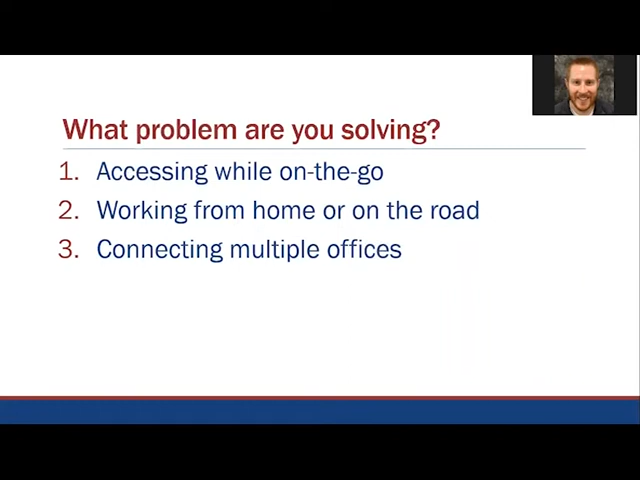 What problem are you solving?
1. Accessing while on-the-go
2. Working from home or on the road
3. Connecting multiple offices